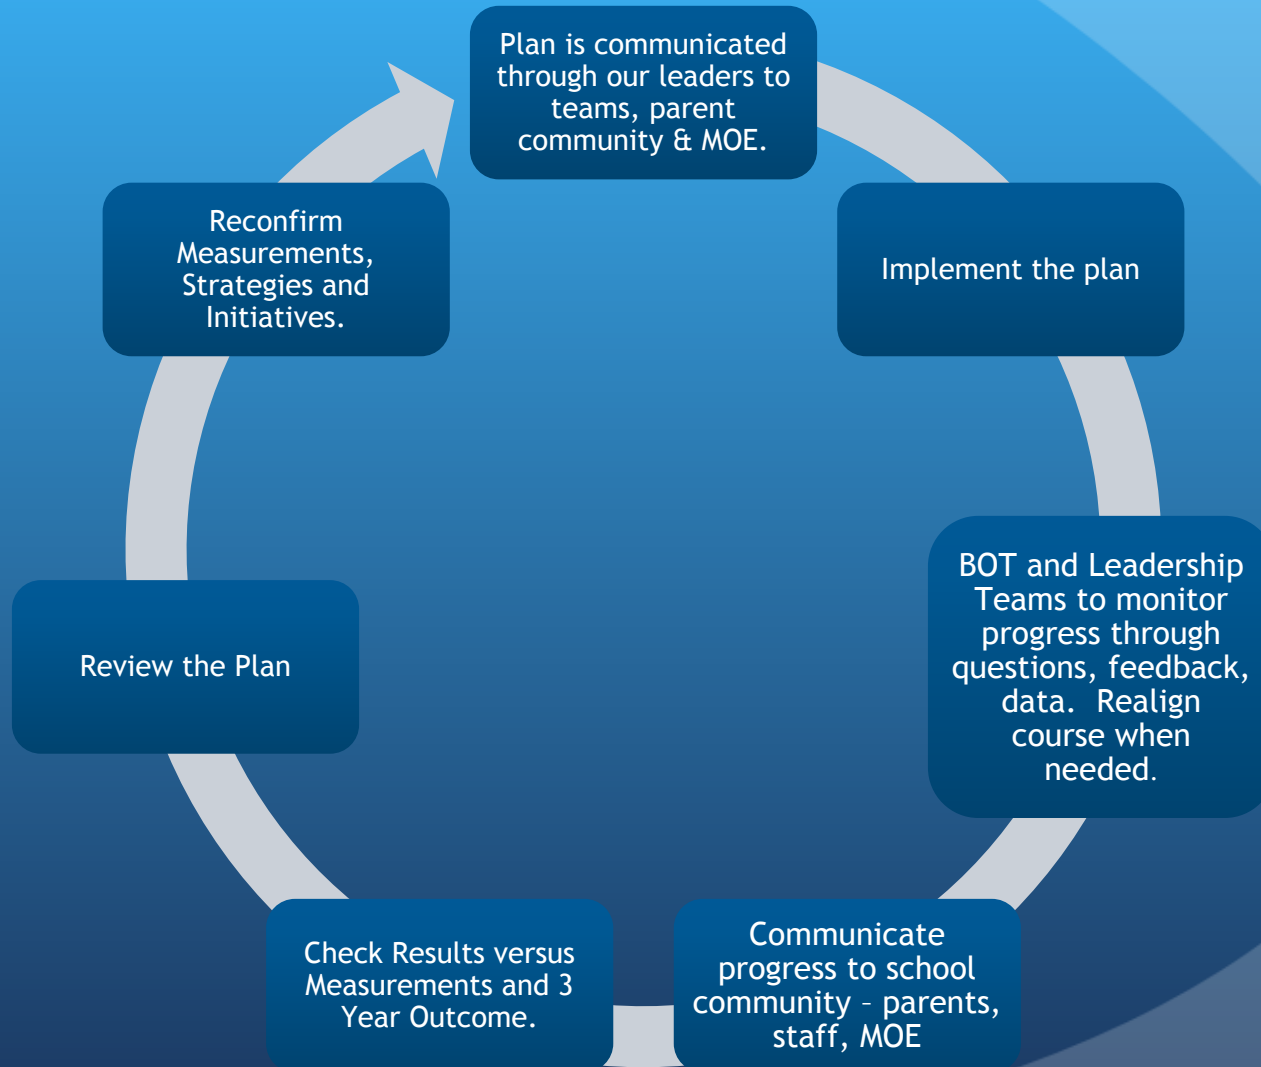 Plan is communicated
through our leaders to
teams, parent
community & MOE.
Implement the plan
BOT and Leadership
Teams to monitor
progress through
questions, feedback,
data.  Realign
course when
needed.
Communicate
progress to school
community – parents,
staff, MOE
Check Results versus
Measurements and 3
Year Outcome.
Review the Plan
Reconfirm
Measurements,
Strategies and
Initiatives.